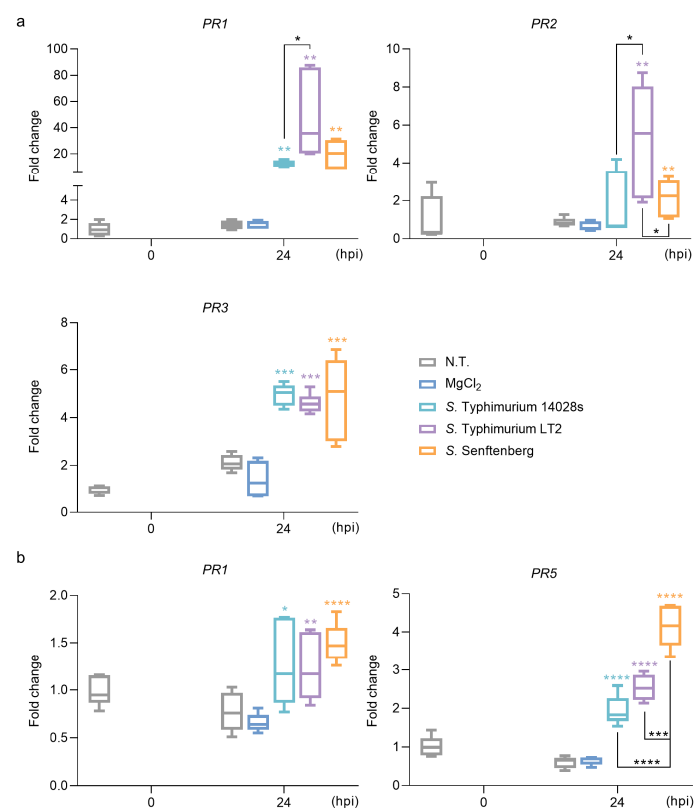 a
PR1
Fold change
100
80
60
40
20
4
2
0
**
**
**
*
0
24
(hpi)
PR2
Fold change
10
8
6
4
2
0
*
**
**
*
0
24
(hpi)
PR3
Fold change
8
6
4
2
0
***
***
***
0
24
(hpi)
N.T.
MgCl2
S. Typhimurium 14028s
S. Typhimurium LT2
S. Senftenberg
b
PR1
Fold change
2.0
1.5
1.0
0.5
0.0
*
**
****
0
24
(hpi)
PR5
Fold change
5
4
3
2
1
0
****
****
****
***
****
0
24
(hpi)